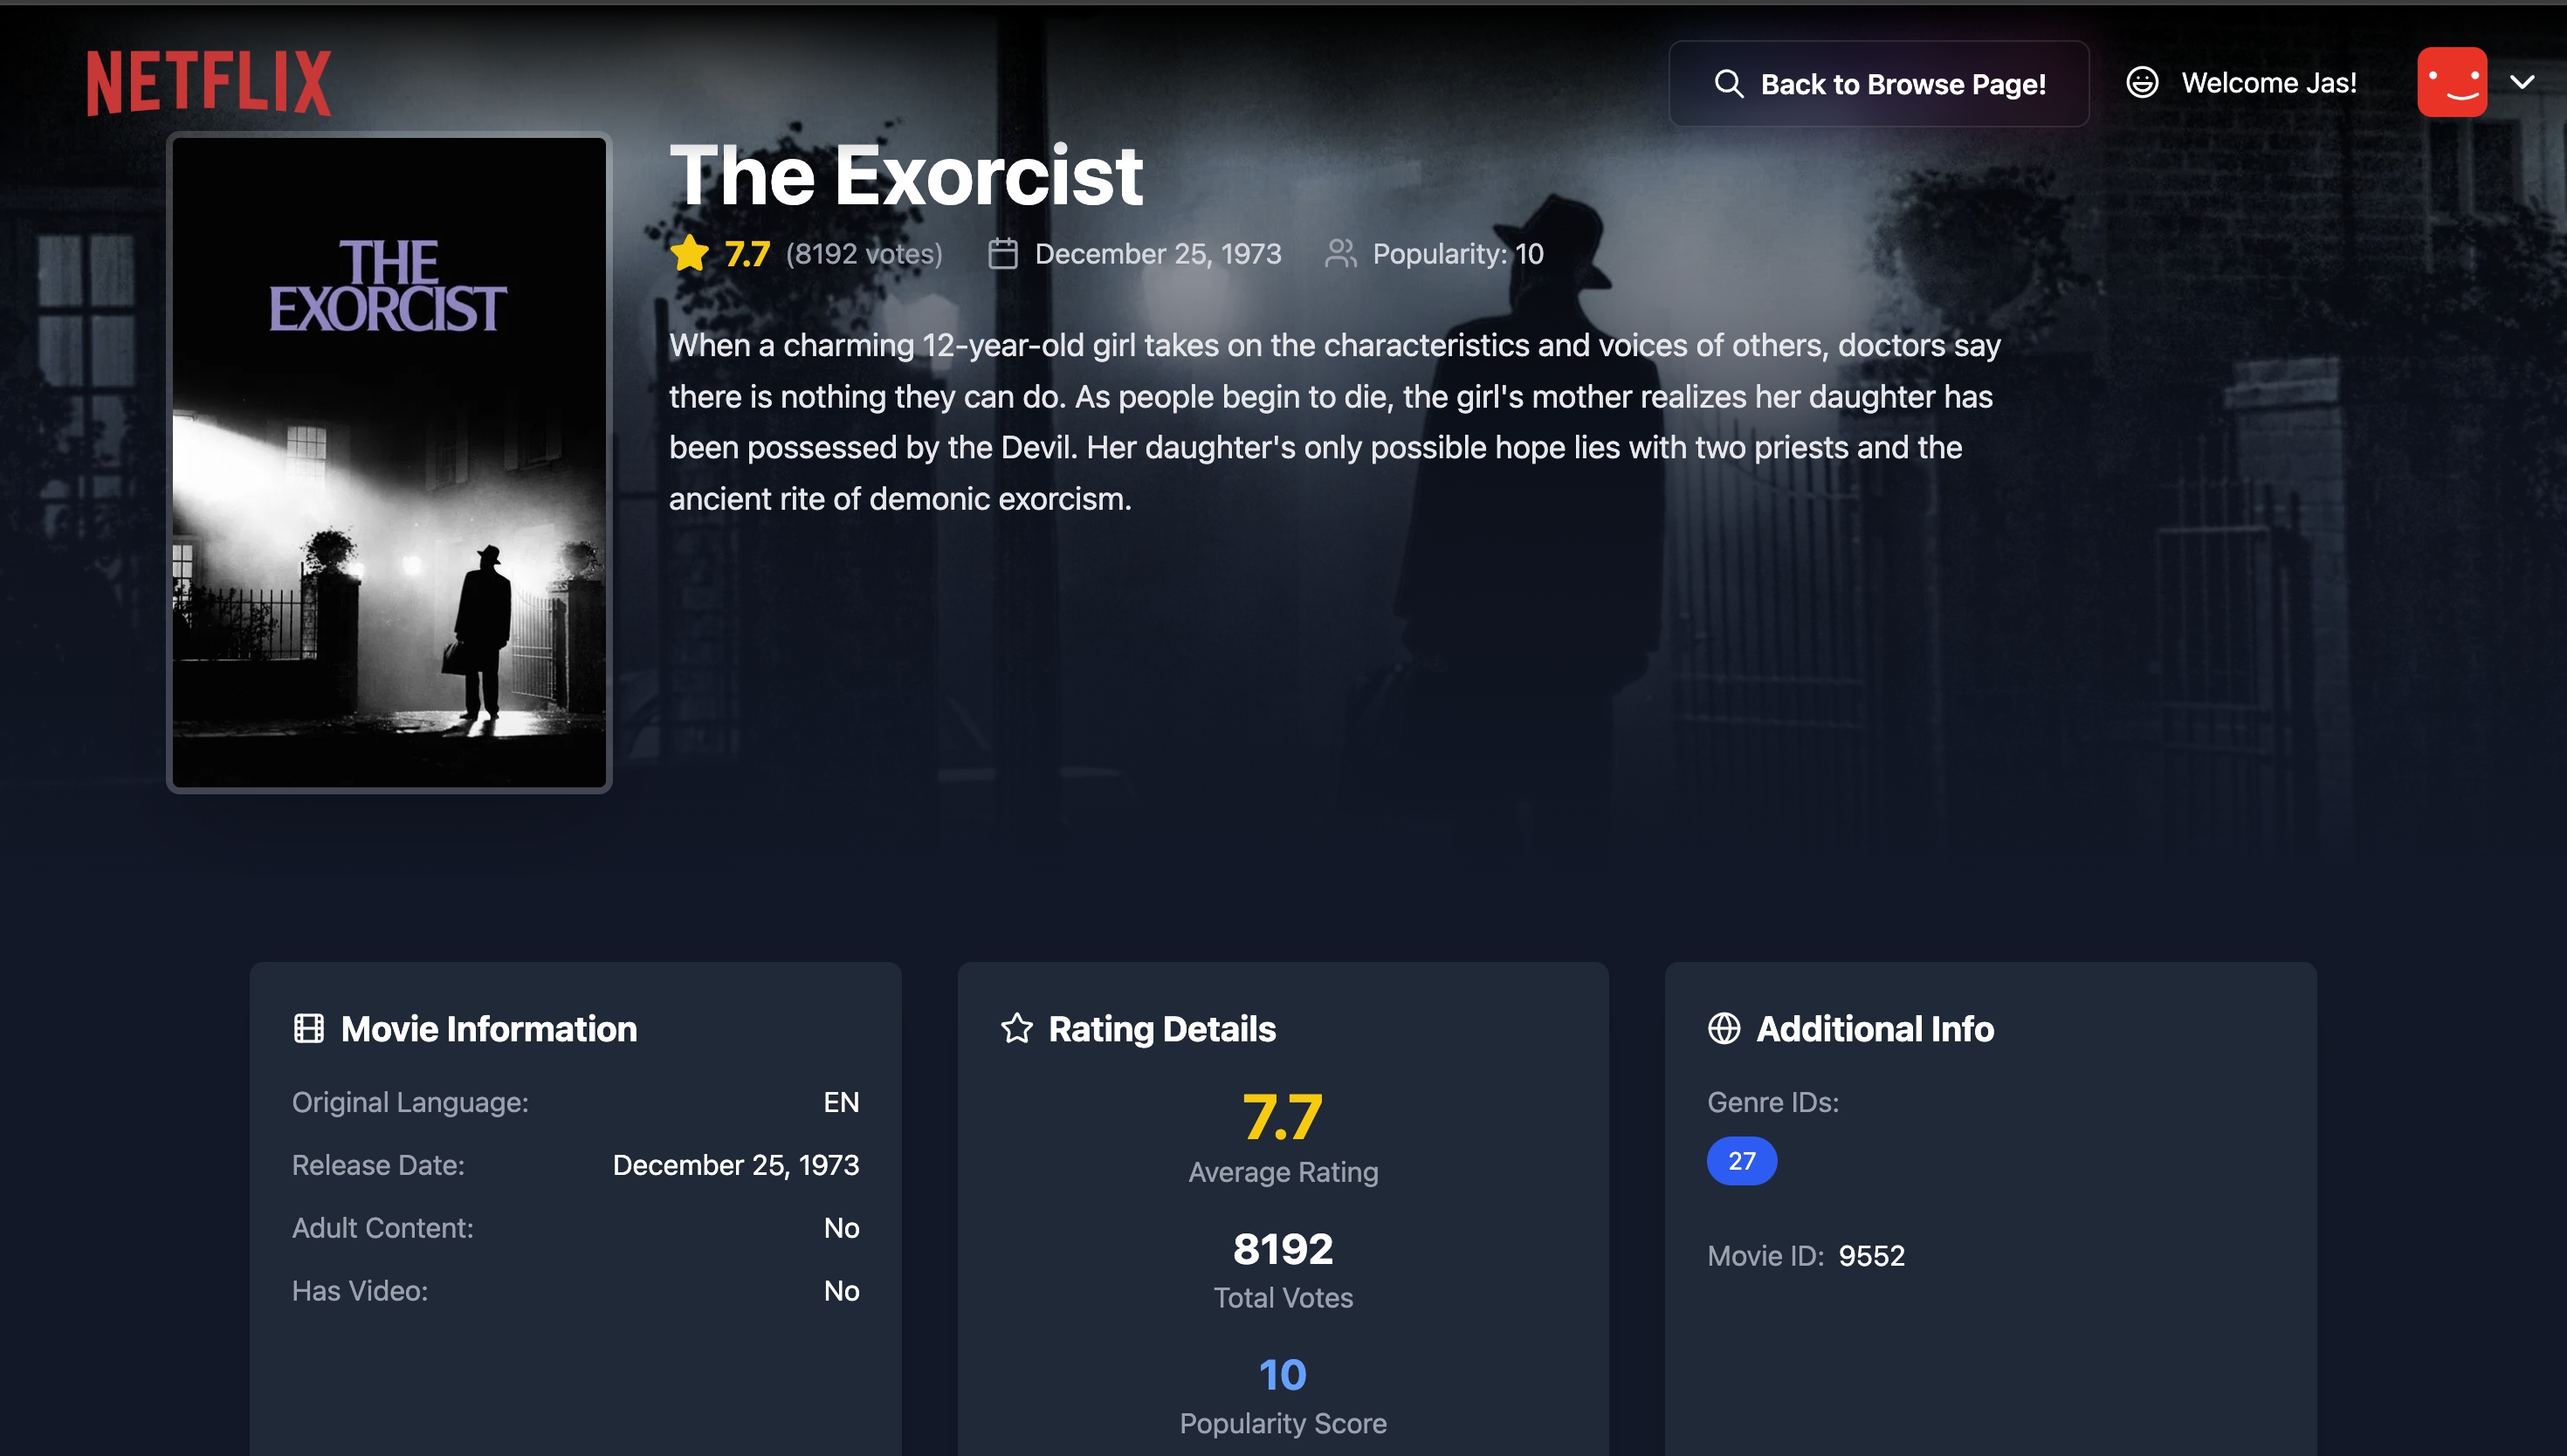 NETFLIX
Back to Browse Page!
Welcome Jas!
THE
EXORCIST
The Exorcist
7.7 (8192 votes) December 25, 1973 Popularity: 10
When a charming 12-year-old girl takes on the characteristics and voices of others, doctors say
there is nothing they can do. As people begin to die, the girl's mother realizes her daughter has
been possessed by the Devil. Her daughter's only possible hope lies with two priests and the
ancient rite of demonic exorcism.
Movie Information
Original Language: EN
Release Date: December 25, 1973
Adult Content: No
Has Video: No
Rating Details
7.7
Average Rating
8192
Total Votes
10
Popularity Score
Additional Info
Genre IDs:
27
Movie ID: 9552